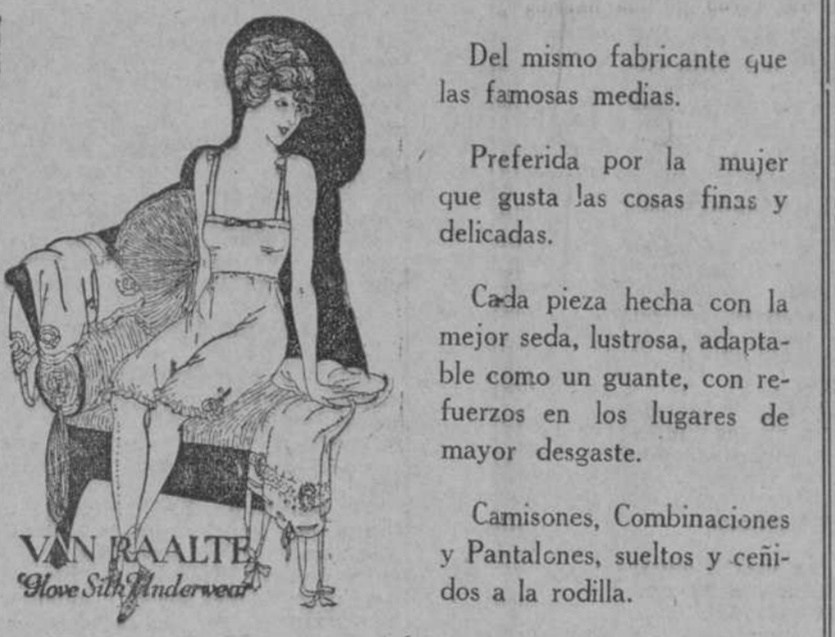 Del mismo fabricante que
las famosas medias.
Preferida por la mujer
que gusta las cosas finas y
delicadas.
Cada pieza hecha con la
mejor seda, lustrosa, adapta-
ble como un guante, con re-
fuerzos en los lugares de
mayor desgaste.
Camisones, Combinaciones
y Pantalones, sueltos y ceñi-
dos a la rodilla.
VAN RAALTE
Glove Silk Underwear